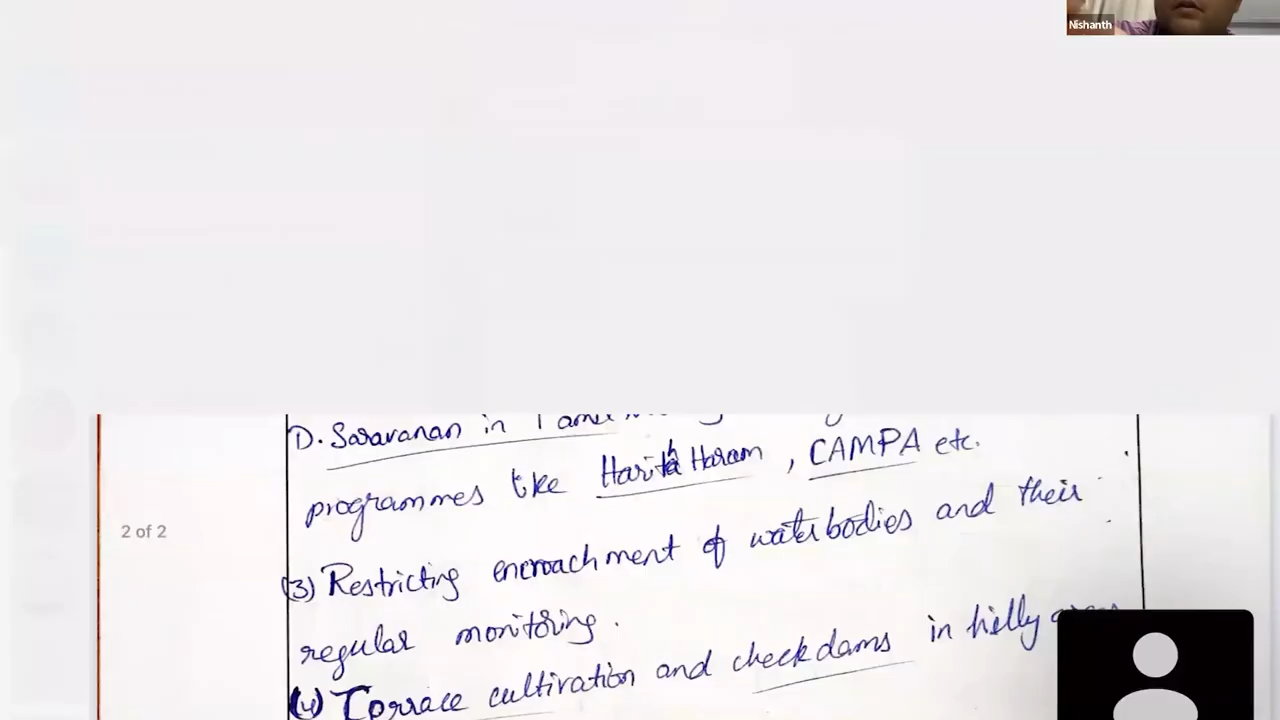 Nishanth
D. Saravanan in Tamil
programmes like Haritha Haram, CAMPA etc.
2 of 2
(3) Restricting encroachment of waterbodies and their
regular monitoring.
(4) Terrace cultivation and checkdams in hilly